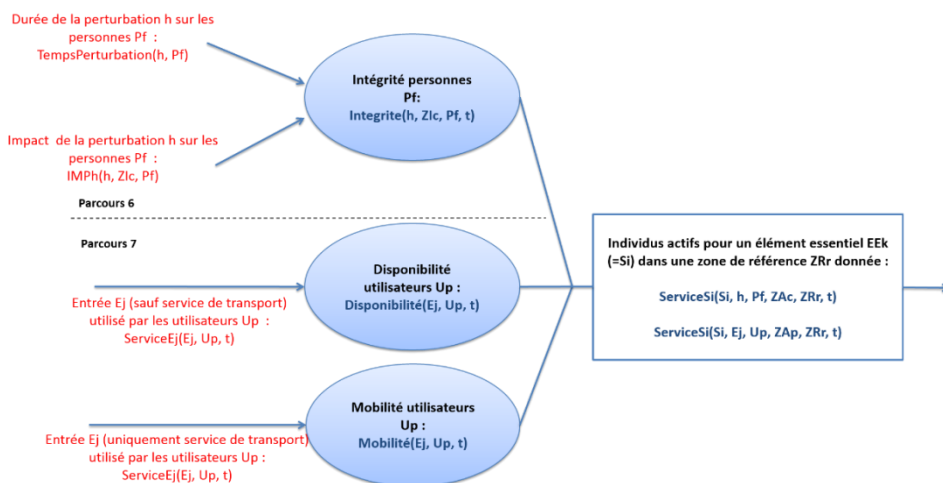 Durée de la perturbation h sur les
personnes Pf :
TempsPerturbation(h, Pf)
Intégrité personnes
Pf:
Integrite(h, ZIc, Pf, t)
Impact de la perturbation h sur les
personnes Pf :
IMPh(h, ZIc, Pf)
Parcours 6
Parcours 7
Entrée Ej (sauf service de transport)
utilisé par les utilisateurs Up :
ServiceEj(Ej, Up, t)
Disponibilité
utilisateurs Up :
Disponibilité(Ej, Up, t)
Individus actifs pour un élément essentiel EEk
(=Si) dans une zone de référence ZRr donnée :
ServiceSi(Si, h, Pf, ZAc, ZRr, t)
ServiceSi(Si, Ej, Up, ZAp, ZRr, t)
Mobilité utilisateurs
Up :
Mobilité(Ej, Up, t)
Entrée Ej (uniquement service de transport)
utilisé par les utilisateurs Up :
ServiceEj(Ej, Up, t)